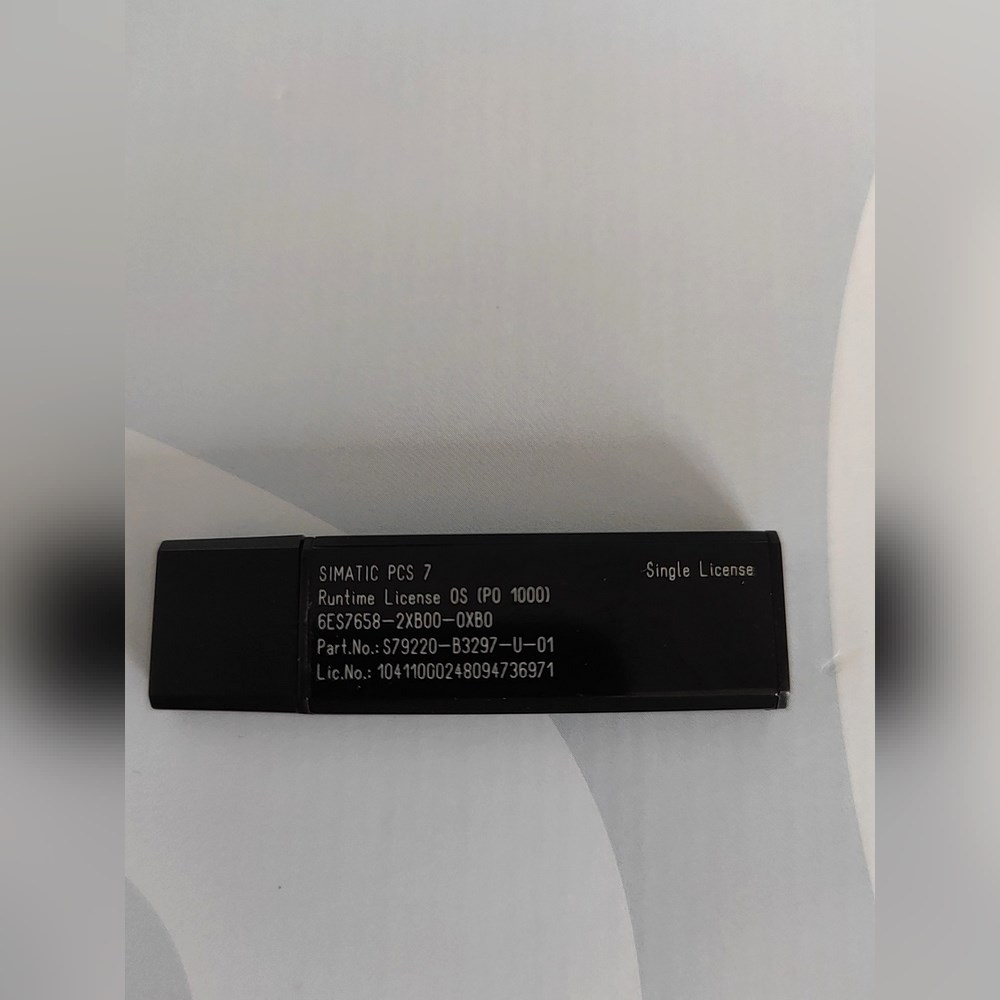 SIMATIC PCS 7
Single License
Runtime License OS (PO 1000)
6ES7658-2XB00-0XB0
Part.No.: S79220-B3297-U-01
Lic.No.: 10411000248094736971